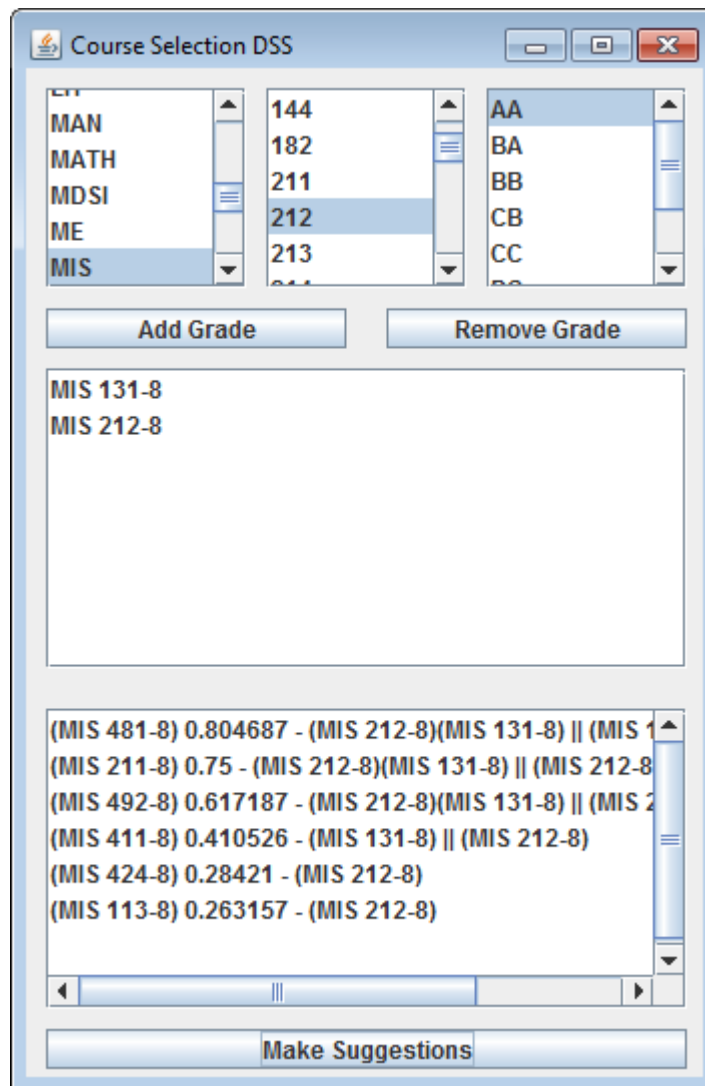 Course Selection DSS
MAN
MATH
MDSI
ME
MIS
144
182
211
212
213
AA
BA
BB
CB
CC
Add Grade
Remove Grade
MIS 131-8
MIS 212-8
(MIS 481-8) 0.804687 - (MIS 212-8)(MIS 131-8) || (MIS 1
(MIS 211-8) 0.75 - (MIS 212-8)(MIS 131-8) || (MIS 212-8
(MIS 492-8) 0.617187 - (MIS 212-8)(MIS 131-8) || (MIS 2
(MIS 411-8) 0.410526 - (MIS 131-8) || (MIS 212-8)
(MIS 424-8) 0.28421 - (MIS 212-8)
(MIS 113-8) 0.263157 - (MIS 212-8)
Make Suggestions